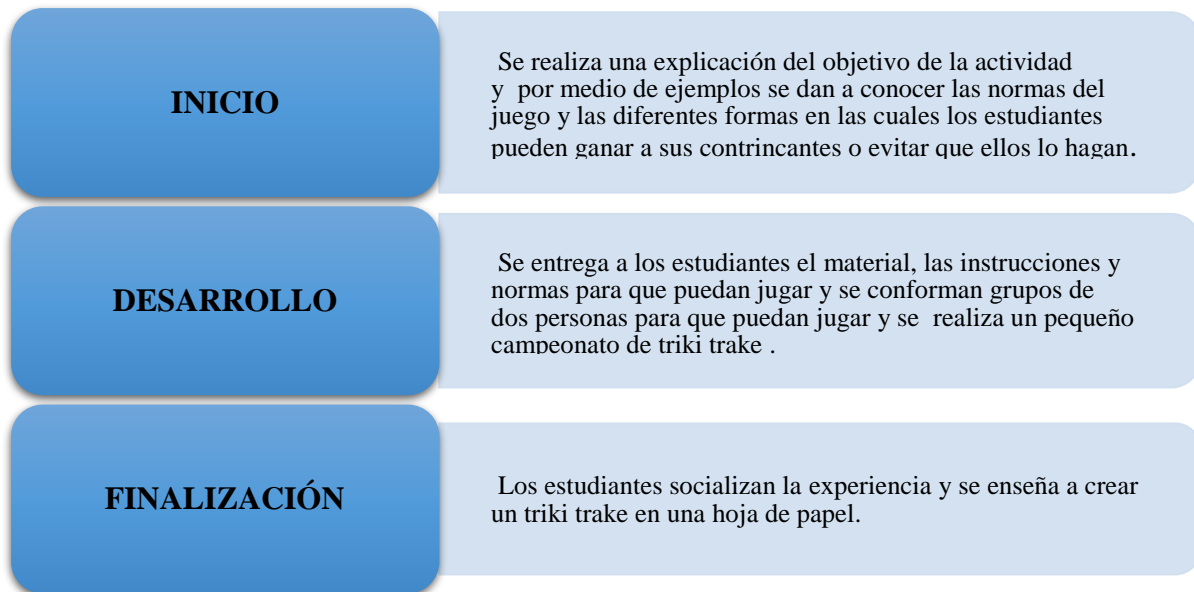 INICIO
Se realiza una explicación del objetivo de la actividad
y por medio de ejemplos se dan a conocer las normas del
juego y las diferentes formas en las cuales los estudiantes
pueden ganar a sus contrincantes o evitar que ellos lo hagan.
DESARROLLO
Se entrega a los estudiantes el material, las instrucciones y
normas para que puedan jugar y se conforman grupos de
dos personas para que puedan jugar y se realiza un pequeño
campeonato de triki trake .
FINALIZACIÓN
Los estudiantes socializan la experiencia y se enseña a crear
un triki trake en una hoja de papel.